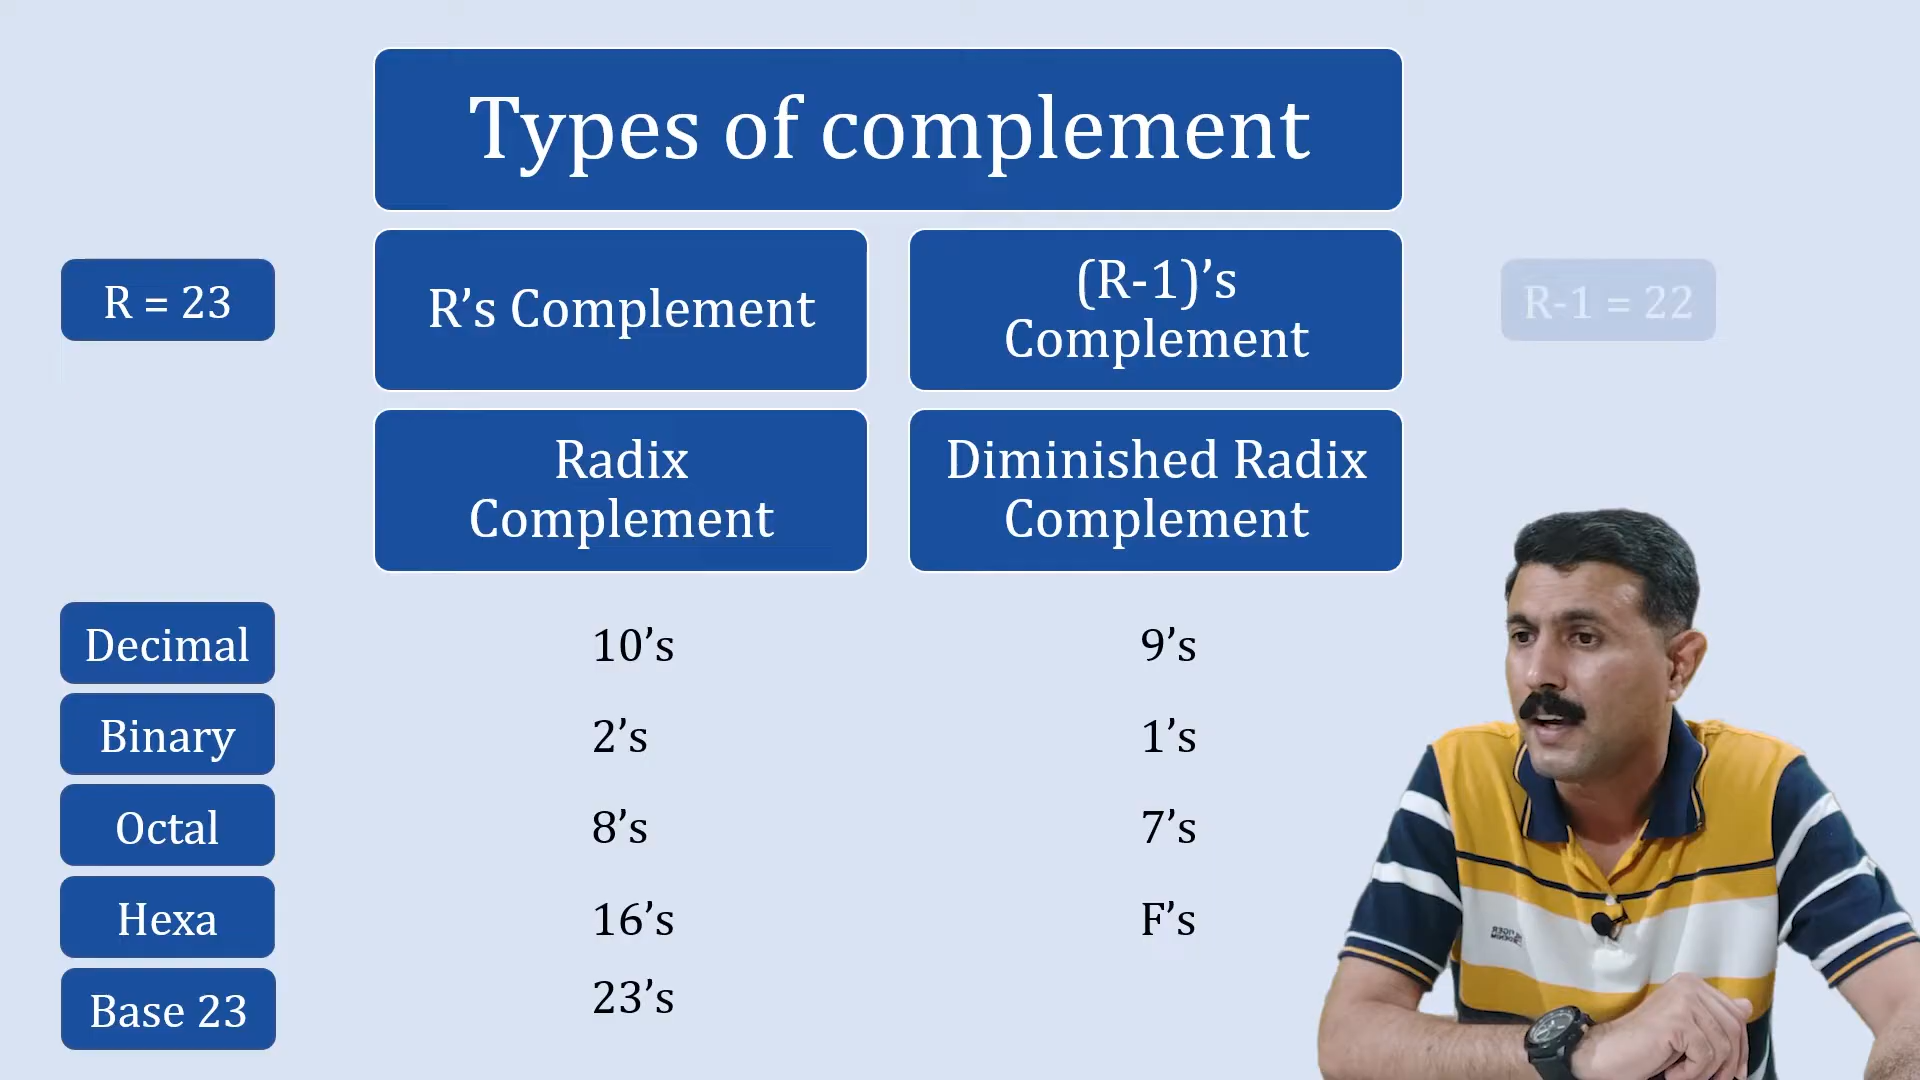 Types of complement
R = 23
R’s Complement
(R-1)’s
Complement
R-1 = 22
Radix
Complement
Diminished Radix
Complement
Decimal
10’s
9’s
Binary
2’s
1’s
Octal
8’s
7’s
Hexa
16’s
F’s
Base 23
23’s